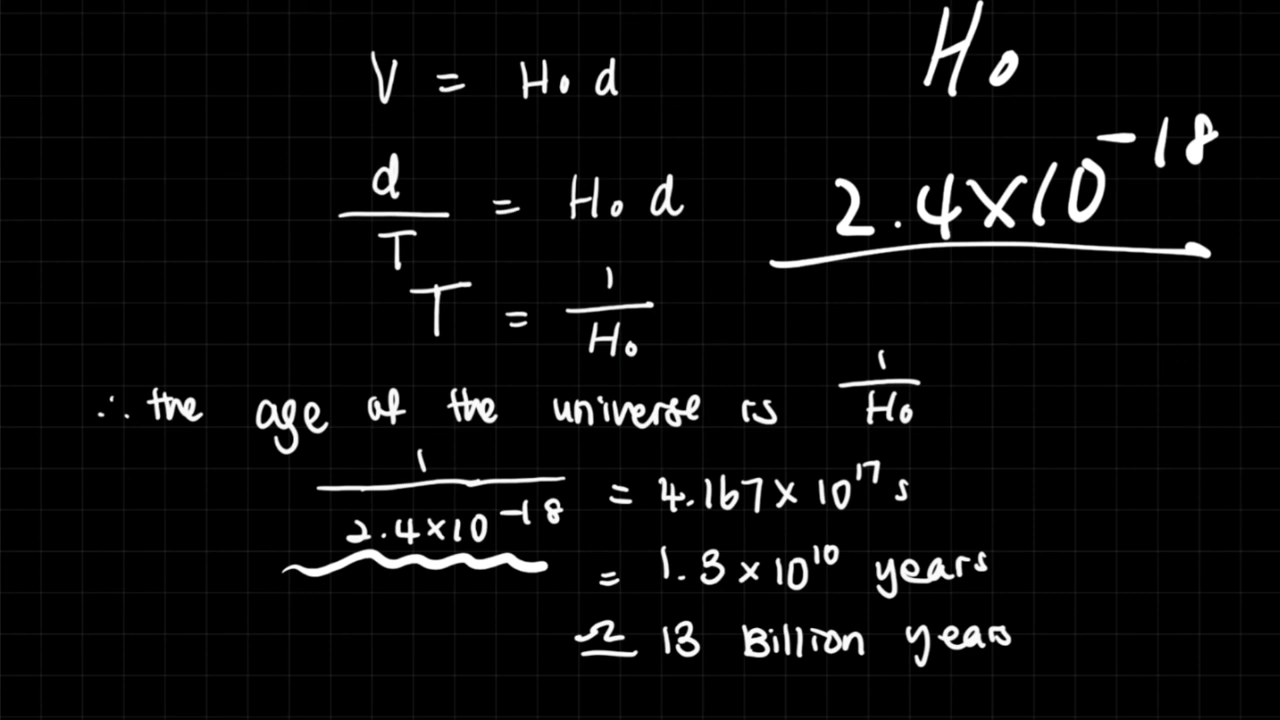 V = H₀ d
H₀
2.4×10⁻¹⁸
d/T = H₀ d
T = 1/H₀
∴ the age of the universe is 1/H₀
1/(2.4×10⁻¹⁸) = 4.167×10¹⁷ s
= 1.3×10¹⁰ years
≃ 13 Billion years